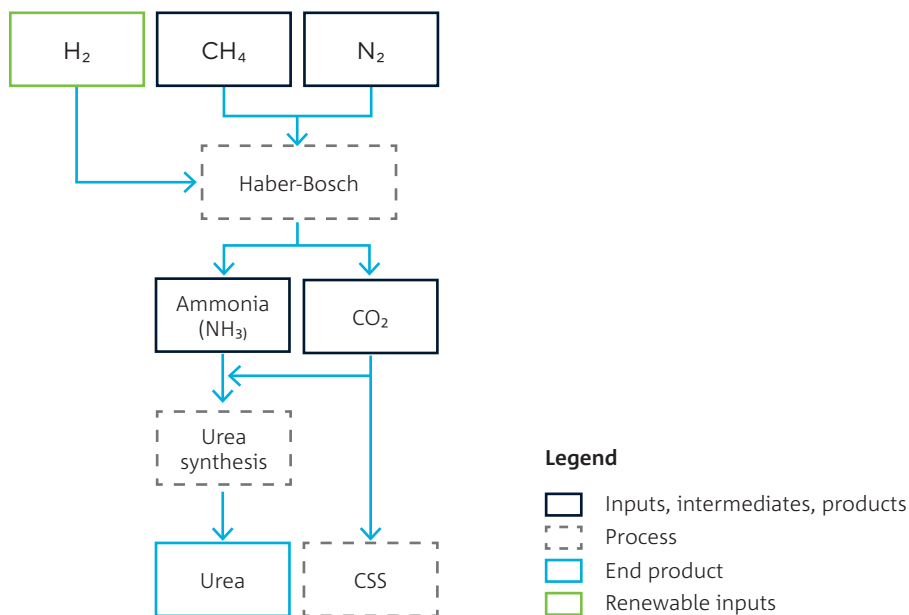 H₂
CH₄
N₂
Haber-Bosch
Ammonia
(NH₃)
CO₂
Urea
synthesis
Urea
CSS
Legend
Inputs, intermediates, products
Process
End product
Renewable inputs